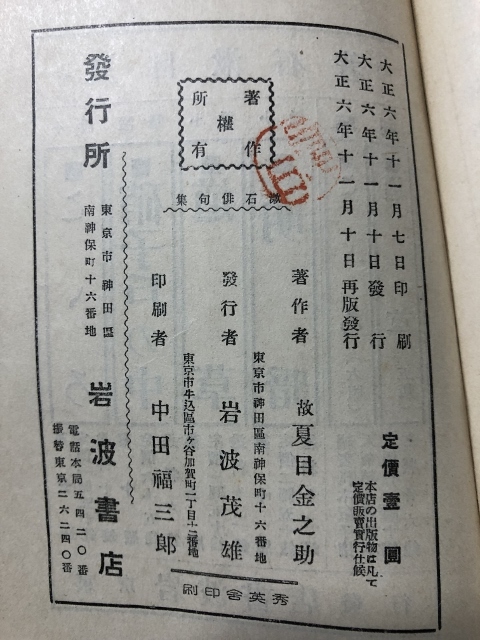 大正六年十一月七日印刷
大正六年十一月十日發行
大正六年十一月十日再版發行
定價壹圓
本店の出版物は凡て
定價販賣實行仕候
著作
權
所有
漱石俳句集
著作者 故 夏目金之助
東京市神田區南神保町十六番地
發行者 岩波茂雄
東京市牛込區市ヶ谷加賀町一丁目十二番地
印刷者 中田福三郎
發行所
東京市神田區
南神保町十六番地
岩波書店
電話本局五四二〇番
振替東京二六二四〇番
秀英舍印刷